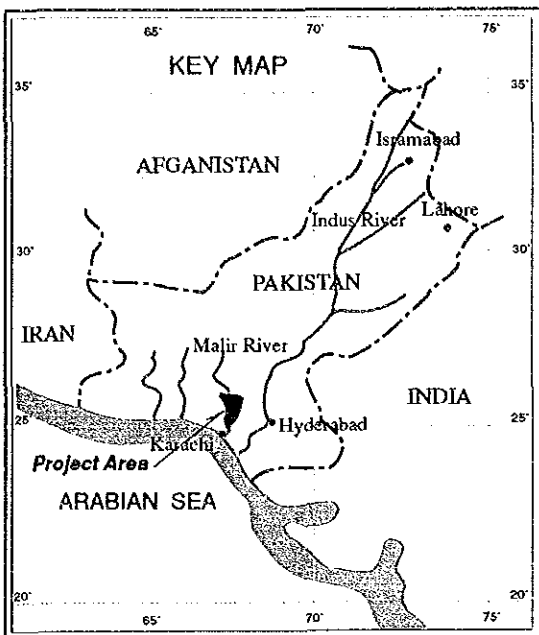 65'
70'
75'
KEY MAP
35'
35'
Isramabad
AFGANISTAN
Indus River
Lahore
30'
30'
PAKISTAN
IRAN
Malir River
INDIA
25
Hyderabad
25'
Karachi
Project Area
ARABIAN SEA
20'
20'
65'
70'
75'